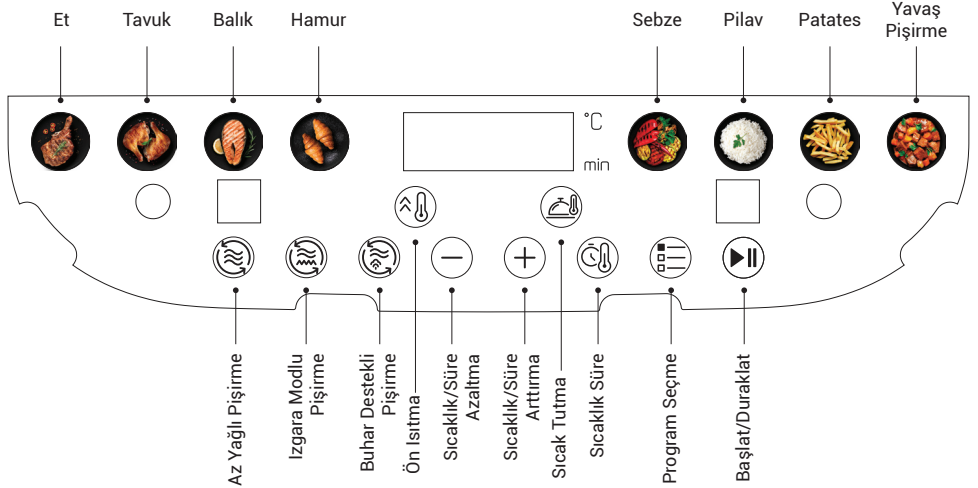 Et
Tavuk
Balık
Hamur
Sebze
Pilav
Patates
Yavaş
Pişirme
°C
min
Az Yağlı Pişirme
Izgara Modlu
Pişirme
Buhar Destekli
Pişirme
Ön Isıtma
Sıcaklık/Süre
Azaltma
Sıcaklık/Süre
Arttırma
Sıcak Tutma
Sıcaklık Süre
Program Seçme
Başlat/Duraklat